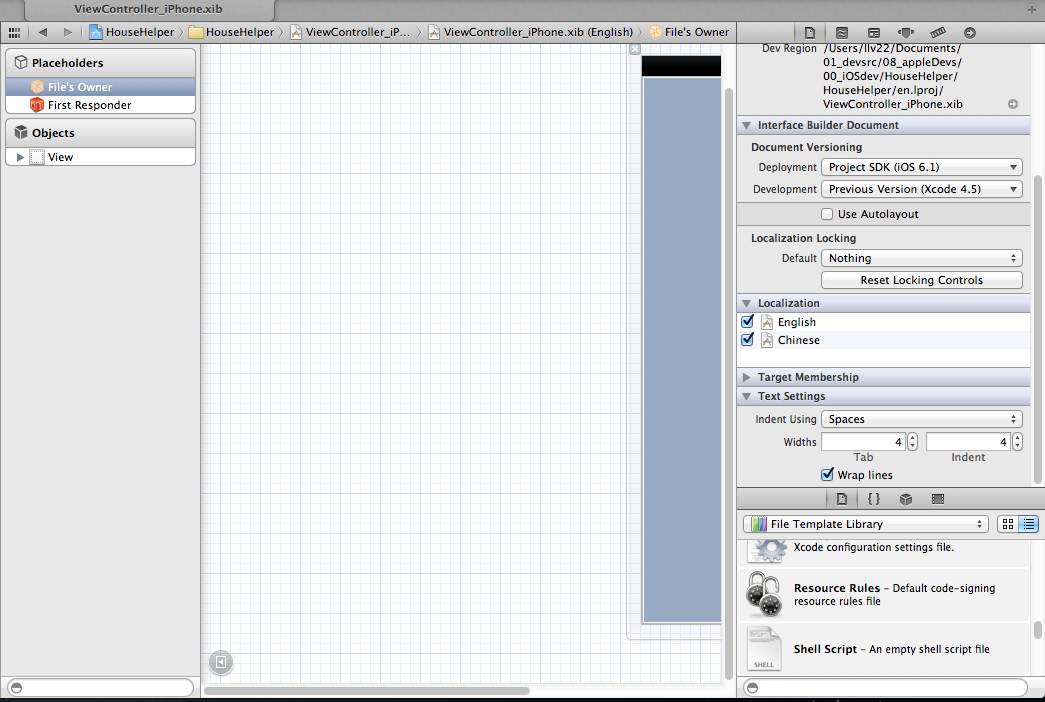 ViewController_iPhone.xib
HouseHelper HouseHelper ViewController_iP... ViewController_iPhone.xib (English) File's Owner
Placeholders
File's Owner
First Responder
Objects
View
Dev Region /Users/llv22/Documents/
01_devsrc/08_appleDevs/
00_iOSdev/HouseHelper/
HouseHelper/en.lproj/
ViewController_iPhone.xib
Interface Builder Document
Document Versioning
Deployment Project SDK (iOS 6.1)
Development Previous Version (Xcode 4.5)
Use Autolayout
Localization Locking
Default Nothing
Reset Locking Controls
Localization
English
Chinese
Target Membership
Text Settings
Indent Using Spaces
Widths 4 4
Tab Indent
Wrap lines
{ }
File Template Library
Xcode configuration settings file.
Resource Rules – Default code-signing
resource rules file
Shell Script – An empty shell script file
SHELL